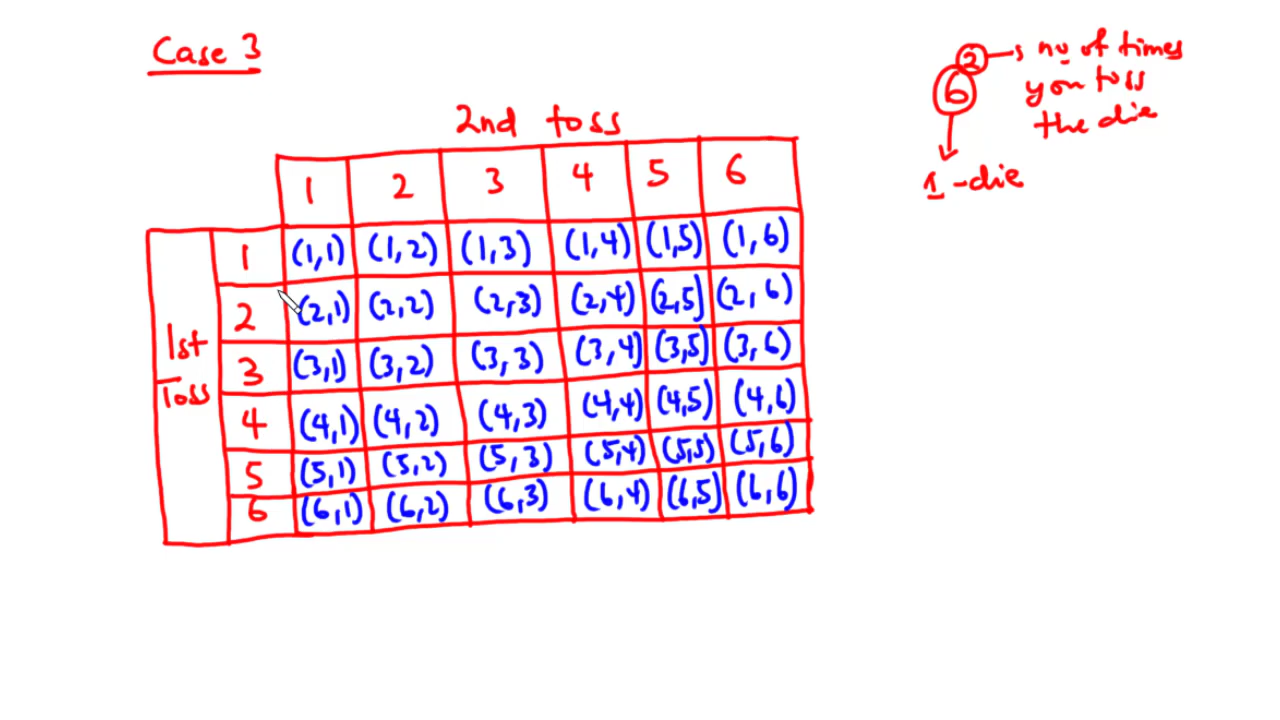 Case 3
2
6
→ no of times
you toss
the die
1 - die
2nd toss
1 2 3 4 5 6
1st
Toss
1 (1,1) (1,2) (1,3) (1,4) (1,5) (1,6)
2 (2,1) (2,2) (2,3) (2,4) (2,5] (2,6)
3 (3,1) (3,2) (3,3) (3,4] (3,5) (3,6)
4 (4,1) (4,2) (4,3) (4,4) (4,5) (4,6)
5 (5,1) (5,2) (5,3) (5,4) (5,5) (5,6)
6 (6,1) (6,2) (6,3) (6,4) (6,5] (6,6)